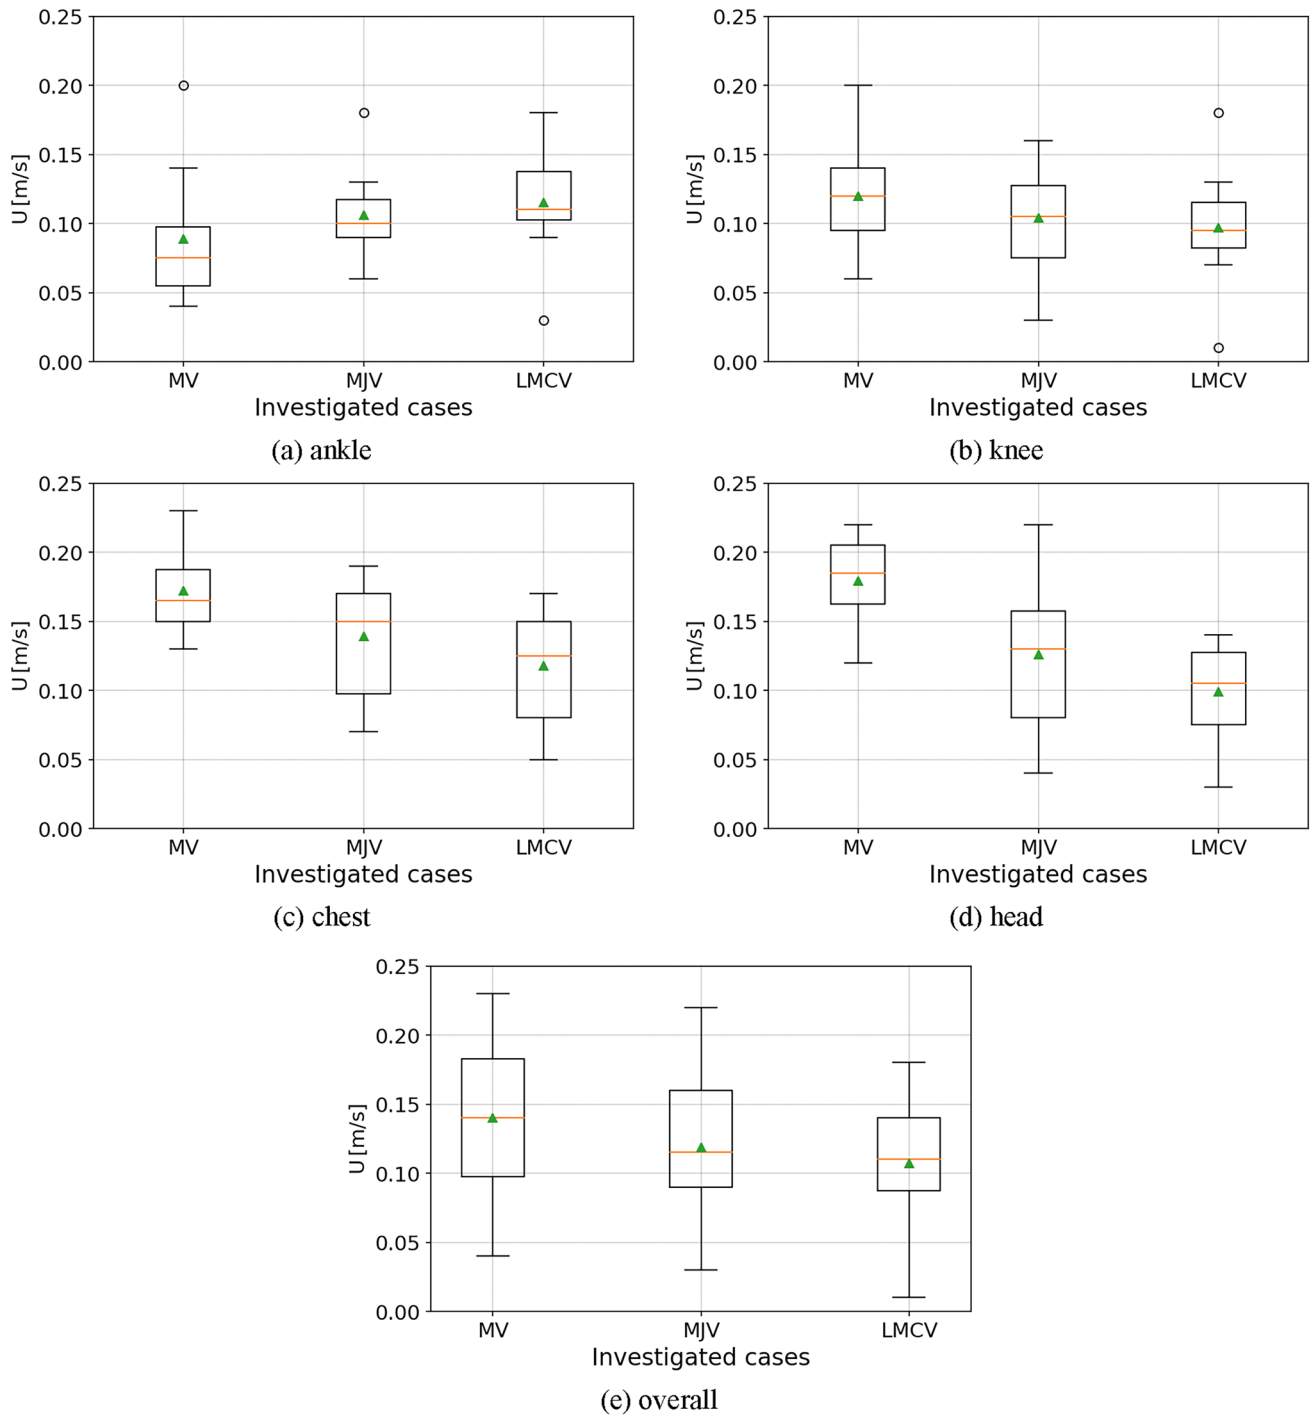 0.25
0.20
0.15
0.10
0.05
0.00
U [m/s]
MV MJV LMCV
Investigated cases
(a) ankle
0.25
0.20
0.15
0.10
0.05
0.00
U [m/s]
MV MJV LMCV
Investigated cases
(b) knee
0.25
0.20
0.15
0.10
0.05
0.00
U [m/s]
MV MJV LMCV
Investigated cases
(c) chest
0.25
0.20
0.15
0.10
0.05
0.00
U [m/s]
MV MJV LMCV
Investigated cases
(d) head
0.25
0.20
0.15
0.10
0.05
0.00
U [m/s]
MV MJV LMCV
Investigated cases
(e) overall